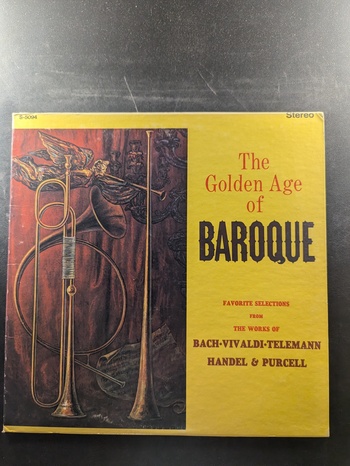 S-5094
Stereo
The
Golden Age
of
BAROQUE
FAVORITE SELECTIONS
FROM
THE WORKS OF
BACH·VIVALDI·TELEMANN
HANDEL & PURCELL